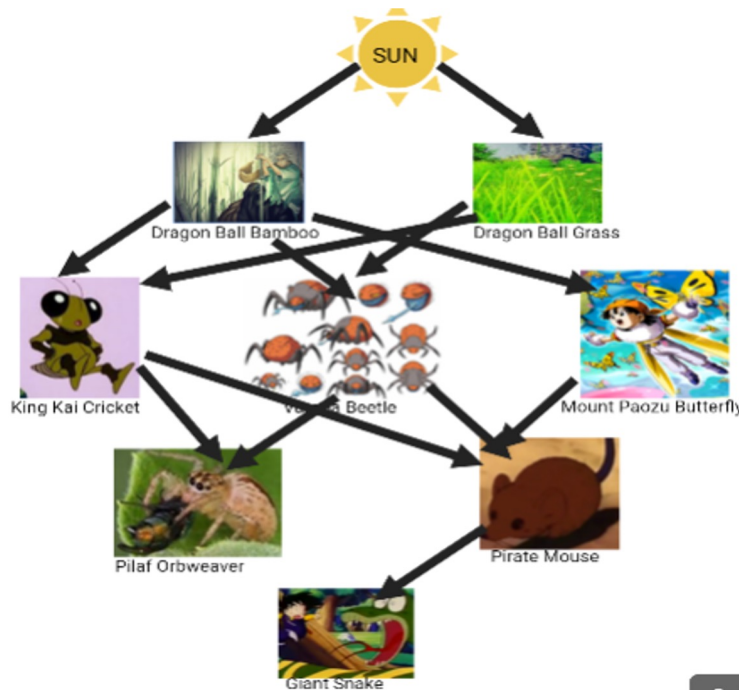 SUN
Dragon Ball Bamboo
Dragon Ball Grass
King Kai Cricket
Beetle
Mount Paozu Butterfly
Pilaf Orbweaver
Pirate Mouse
Giant Snake